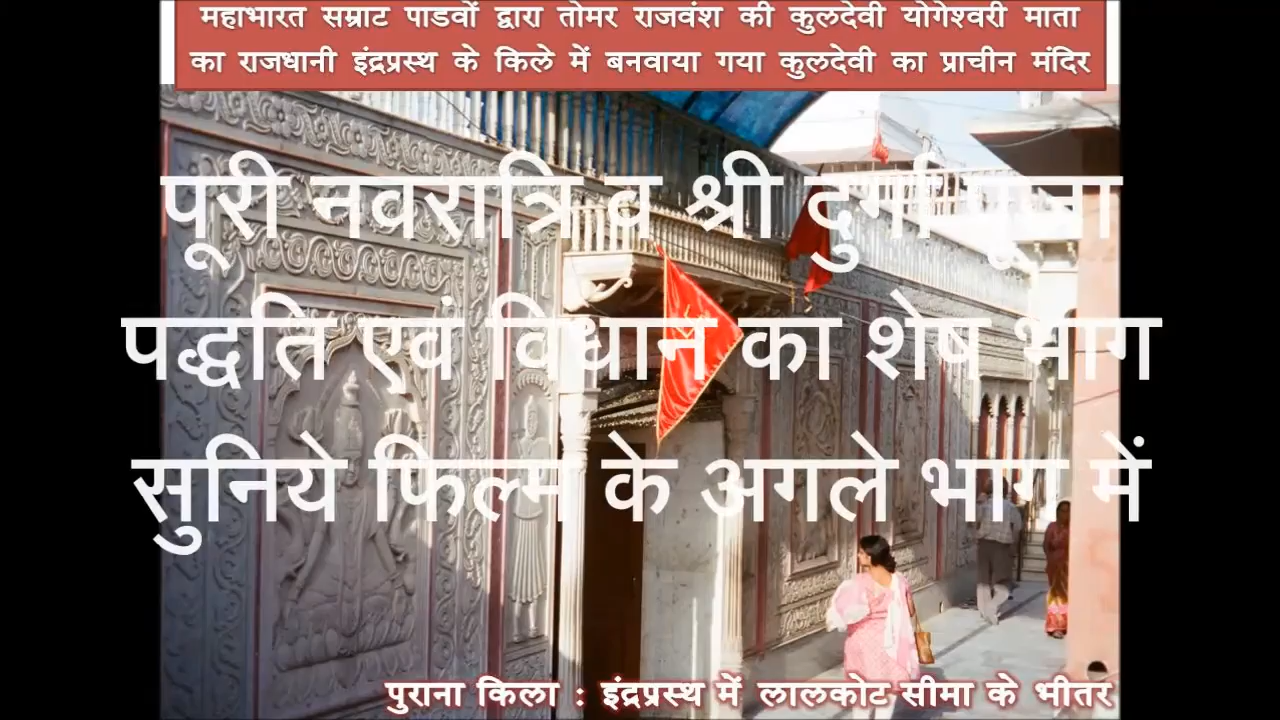 महाभारत सम्राट पाडवों द्वारा तोमर राजवंश की कुलदेवी योगेश्वरी माता
का राजधानी इंद्रप्रस्थ के किले में बनवाया गया कुलदेवी का प्राचीन मंदिर
पूरी नवरात्रि व श्री दुर्गा पूजा
पद्धति एवं विधान का शेष भाग
सुनिये फिल्म के अगले भाग में
पुराना किला : इंद्रप्रस्थ में लालकोट सीमा के भीतर